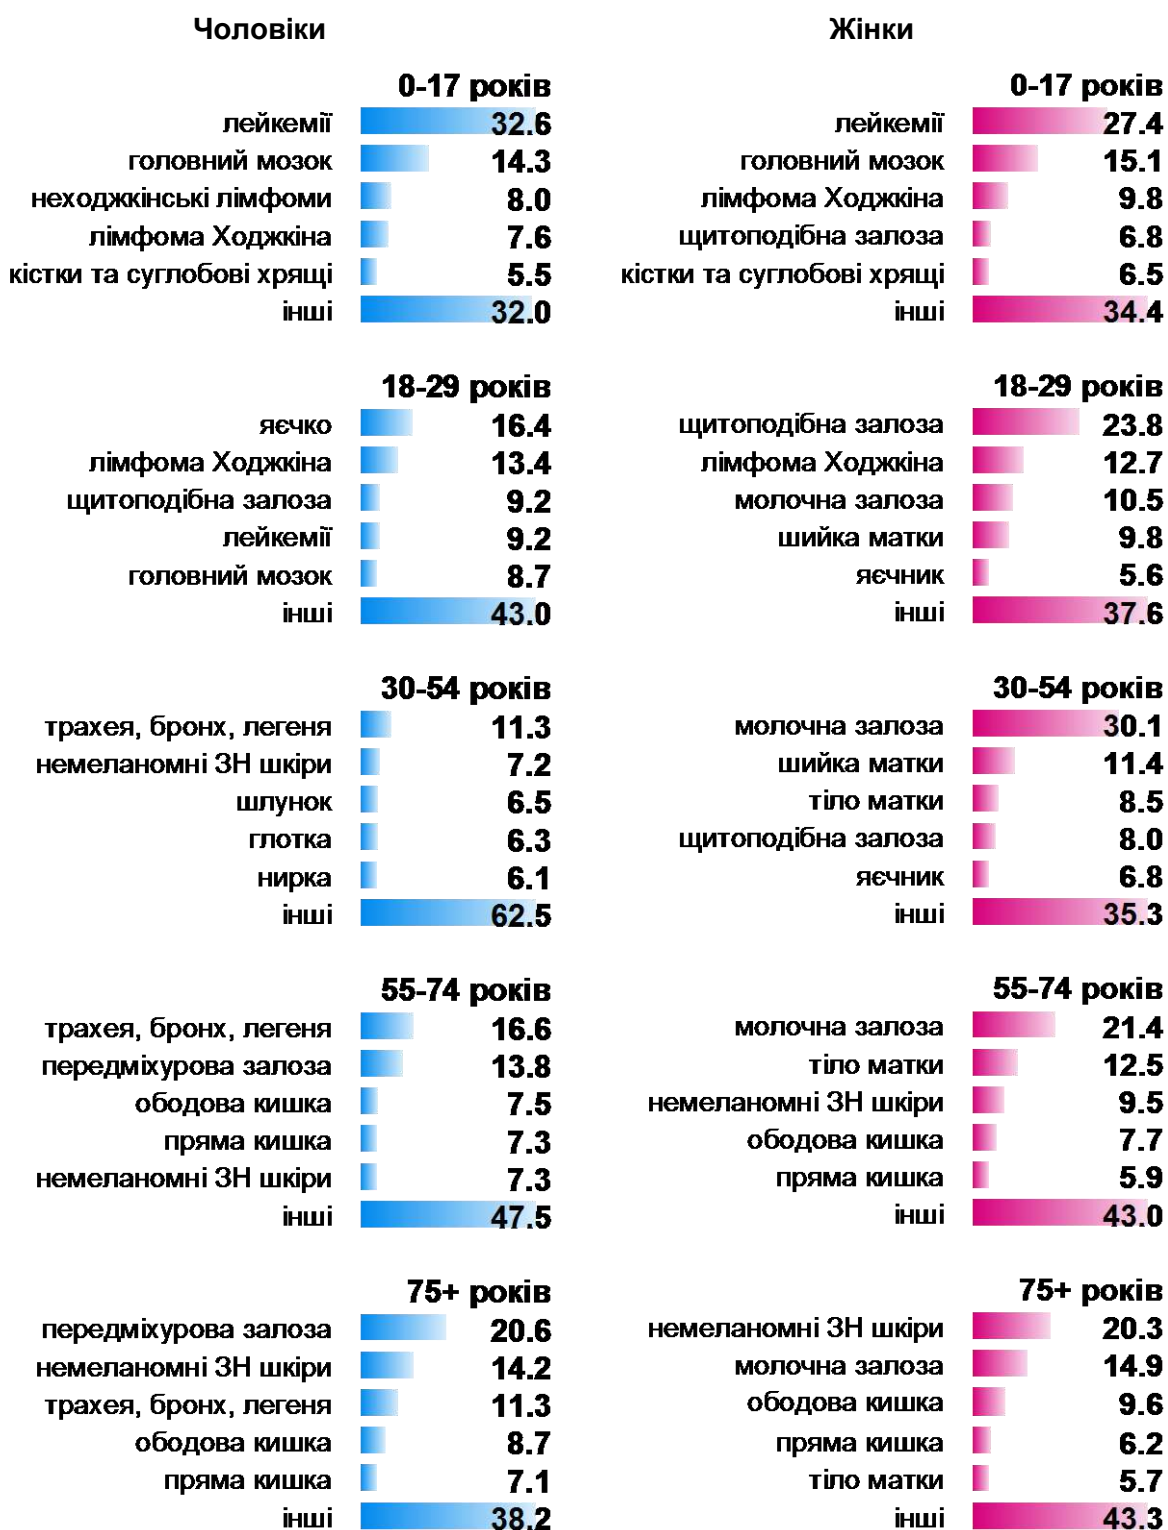 Чоловіки
0-17 років
лейкемії 32.6
головний мозок 14.3
неходжкінські лімфоми 8.0
лімфома Ходжкіна 7.6
кістки та суглобові хрящі 5.5
інші 32.0
18-29 років
яєчко 16.4
лімфома Ходжкіна 13.4
щитоподібна залоза 9.2
лейкемії 9.2
головний мозок 8.7
інші 43.0
30-54 років
трахея, бронх, легеня 11.3
немеланомні ЗН шкіри 7.2
шлунок 6.5
глотка 6.3
нирка 6.1
інші 62.5
55-74 років
трахея, бронх, легеня 16.6
передміхурова залоза 13.8
ободова кишка 7.5
пряма кишка 7.3
немеланомні ЗН шкіри 7.3
інші 47.5
75+ років
передміхурова залоза 20.6
немеланомні ЗН шкіри 14.2
трахея, бронх, легеня 11.3
ободова кишка 8.7
пряма кишка 7.1
інші 38.2
Жінки
0-17 років
лейкемії 27.4
головний мозок 15.1
лімфома Ходжкіна 9.8
щитоподібна залоза 6.8
кістки та суглобові хрящі 6.5
інші 34.4
18-29 років
щитоподібна залоза 23.8
лімфома Ходжкіна 12.7
молочна залоза 10.5
шийка матки 9.8
яєчник 5.6
інші 37.6
30-54 років
молочна залоза 30.1
шийка матки 11.4
тіло матки 8.5
щитоподібна залоза 8.0
яєчник 6.8
інші 35.3
55-74 років
молочна залоза 21.4
тіло матки 12.5
немеланомні ЗН шкіри 9.5
ободова кишка 7.7
пряма кишка 5.9
інші 43.0
75+ років
немеланомні ЗН шкіри 20.3
молочна залоза 14.9
ободова кишка 9.6
пряма кишка 6.2
тіло матки 5.7
інші 43.3